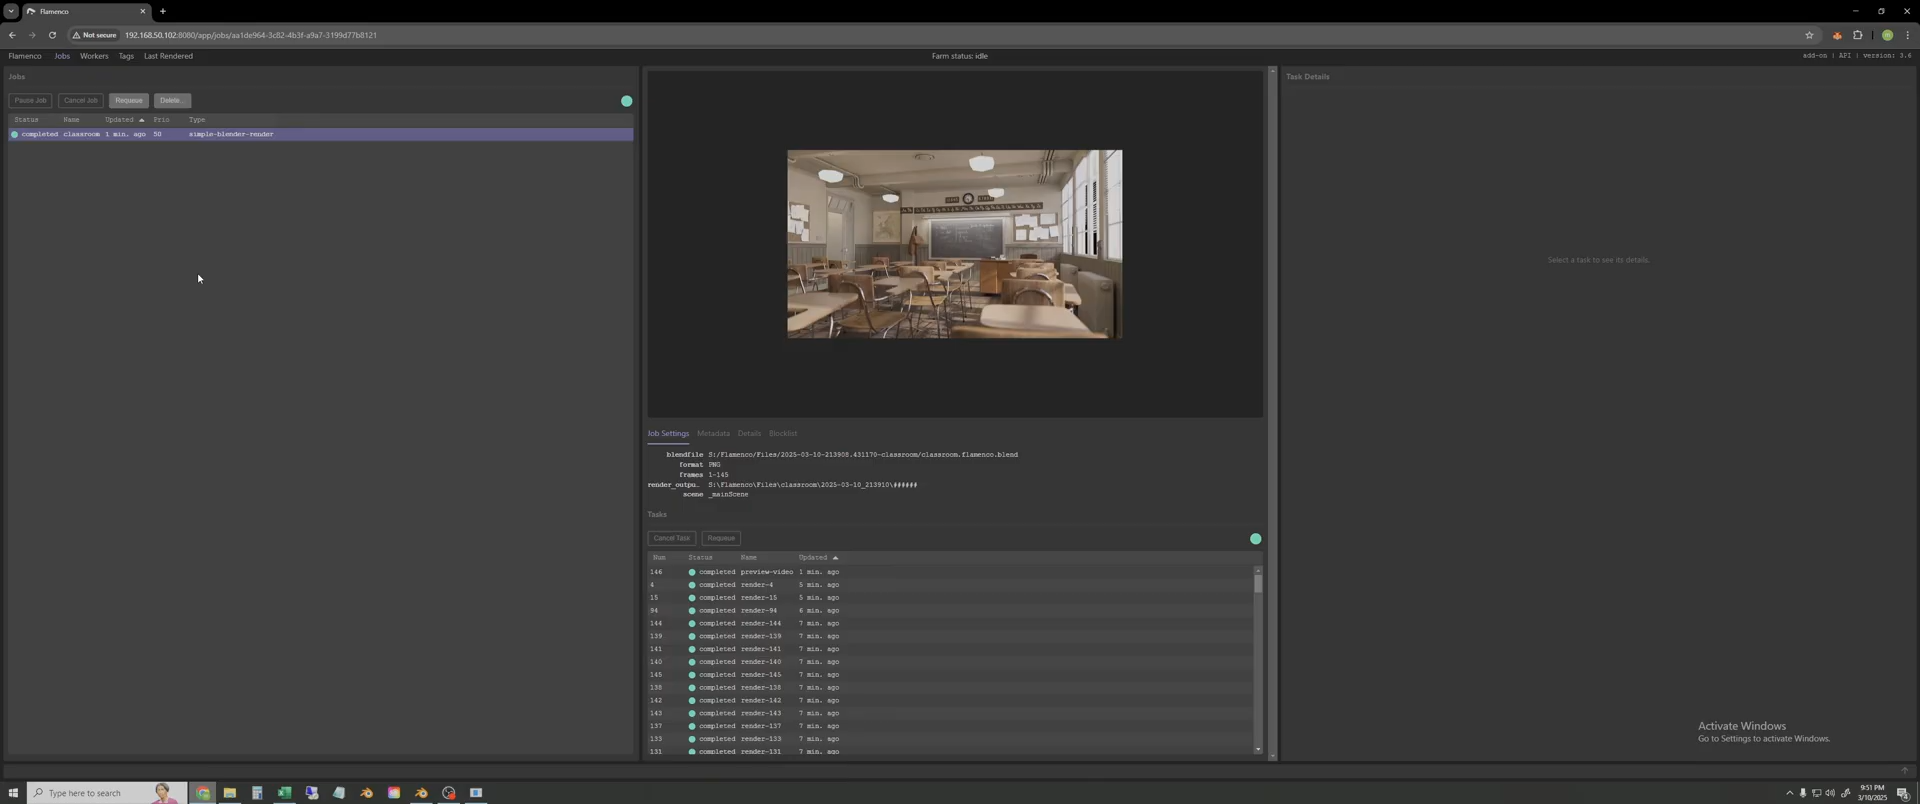 Flamenco
Not secure 192.168.50.102:8080/app/jobs/aa1de964-3c82-4b3f-a9a7-3199d77b8121
Flamenco Jobs Workers Tags Last Rendered Farm status: idle add-on | API | version: 3.6
Jobs
Pause Job Cancel Job Requeue Delete...
Status Name Updated Prio Type
completed classroom 1 min. ago 50 simple-blender-render
Job Settings Metadata Details Blocklist
blendfile S:/Flamenco/Files/2025-03-10-213908.431170-classroom/classroom.flamenco.blend
format PNG
frames 1-145
render_outpu… S:\Flamenco\Files\classroom\2025-03-10_213910\######
scene _mainScene
Tasks
Cancel Task Requeue
Num Status Name Updated
146 completed preview-video 1 min. ago
4 completed render-4 5 min. ago
15 completed render-15 5 min. ago
94 completed render-94 6 min. ago
144 completed render-144 7 min. ago
139 completed render-139 7 min. ago
141 completed render-141 7 min. ago
140 completed render-140 7 min. ago
145 completed render-145 7 min. ago
138 completed render-138 7 min. ago
142 completed render-142 7 min. ago
143 completed render-143 7 min. ago
137 completed render-137 7 min. ago
133 completed render-133 7 min. ago
131 completed render-131 7 min. ago
Task Details
Select a task to see its details.
Activate Windows
Go to Settings to activate Windows.
Type here to search
9:51 PM
3/10/2025